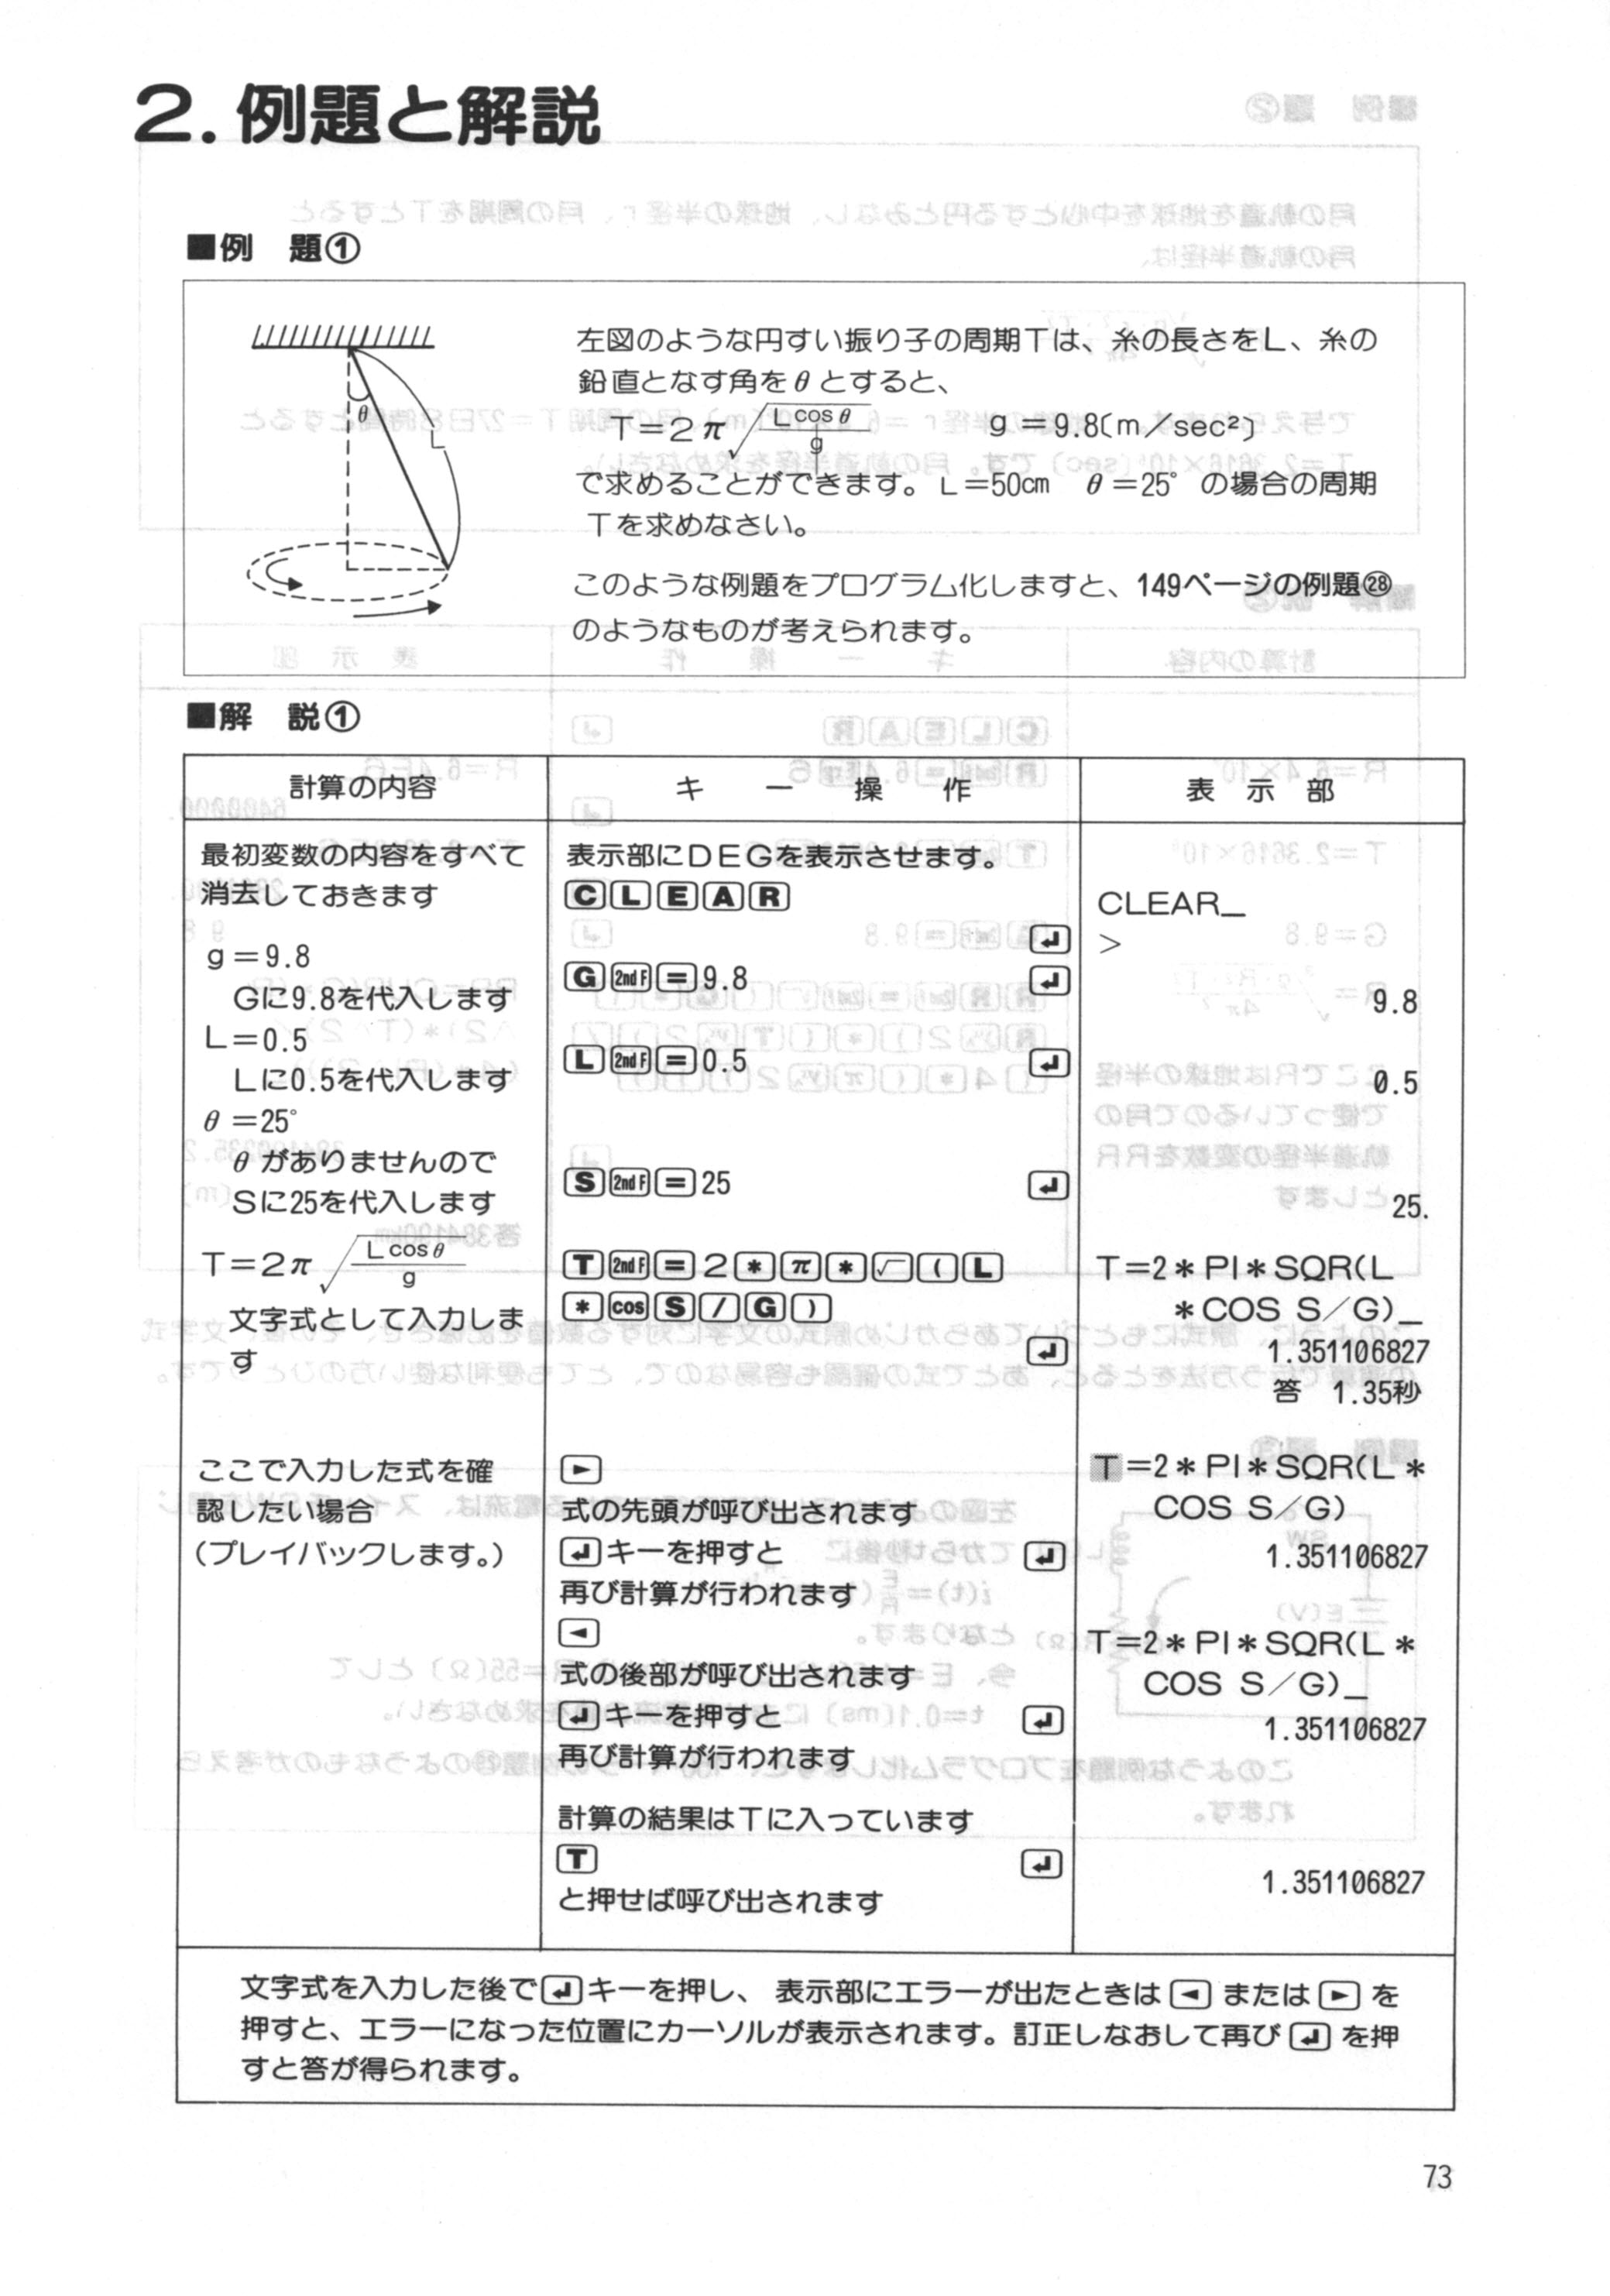 2. 例題と解説
■例　題①
左図のような円すい振り子の周期Tは、糸の長さをL、糸の
鉛直となす角をθとすると、
T=2π√(L cosθ/g)　g=9.8〔m/sec²〕
で求めることができます。L=50cm　θ=25°の場合の周期
Tを求めなさい。
このような例題をプログラム化しますと、149ページの例題㉘
のようなものが考えられます。
θ
L
■解　説①
計算の内容　キ　ー　操　作　表　示　部
最初変数の内容をすべて　表示部にDEGを表示させます。
消去しておきます　[C][L][E][A][R]　CLEAR_
[↵]　>
g=9.8　[G][2nd F][=]9.8　[↵]
Gに9.8を代入します　9.8
L=0.5　[L][2nd F][=]0.5　[↵]
Lに0.5を代入します　0.5
θ=25°
θがありませんので　[S][2nd F][=]25　[↵]
Sに25を代入します　25.
T=2π√(L cosθ/g)　[T][2nd F][=]2[*][π][*][√‾][(][L]　T=2*PI*SQR(L
文字式として入力しま　[*][cos][S][/][G][)]　*COS S/G)_
す　[↵]　1.351106827
答　1.35秒
ここで入力した式を確　[►]　T=2*PI*SQR(L*
認したい場合　式の先頭が呼び出されます　COS S/G)
(プレイバックします。)　[↵]キーを押すと　[↵]　1.351106827
再び計算が行われます
[◄]　T=2*PI*SQR(L*
式の後部が呼び出されます　COS S/G)_
[↵]キーを押すと　[↵]　1.351106827
再び計算が行われます
計算の結果はTに入っています
[T]　[↵]　1.351106827
と押せば呼び出されます
文字式を入力した後で[↵]キーを押し、表示部にエラーが出たときは[◄]または[►]を
押すと、エラーになった位置にカーソルが表示されます。訂正しなおして再び[↵]を押
すと答が得られます。
73